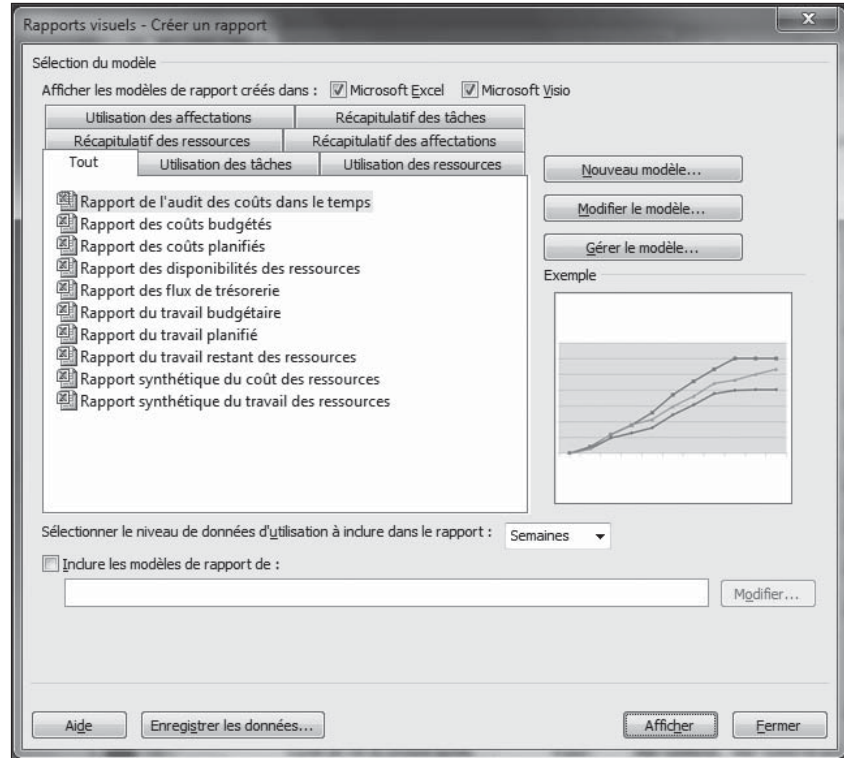 Rapports visuels - Créer un rapport
Sélection du modèle
Afficher les modèles de rapport créés dans : Microsoft Excel Microsoft Visio
Utilisation des affectations Récapitulatif des tâches
Récapitulatif des ressources Récapitulatif des affectations
Tout Utilisation des tâches Utilisation des ressources
Rapport de l'audit des coûts dans le temps
Rapport des coûts budgétés
Rapport des coûts planifiés
Rapport des disponibilités des ressources
Rapport des flux de trésorerie
Rapport du travail budgétaire
Rapport du travail planifié
Rapport du travail restant des ressources
Rapport synthétique du coût des ressources
Rapport synthétique du travail des ressources
Nouveau modèle...
Modifier le modèle...
Gérer le modèle...
Exemple
Sélectionner le niveau de données d'utilisation à inclure dans le rapport : Semaines
Inclure les modèles de rapport de :
Modifier...
Aide Enregistrer les données... Afficher Fermer